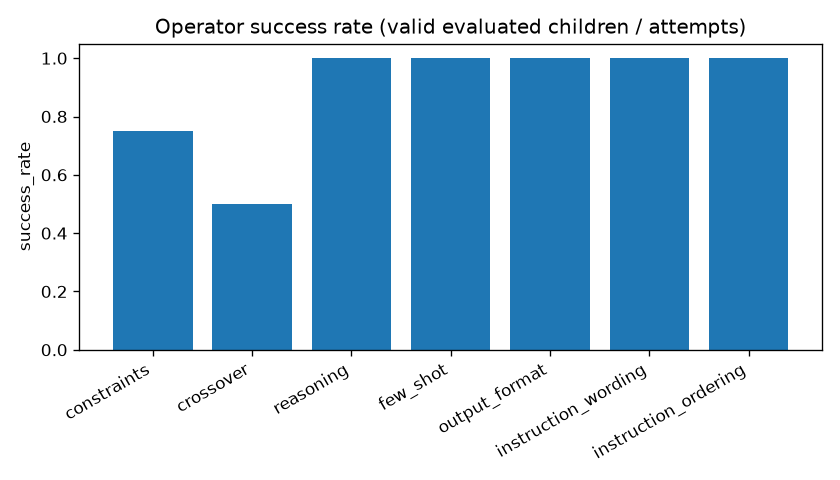 Operator success rate (valid evaluated children / attempts)
success_rate
1.0
0.8
0.6
0.4
0.2
0.0
constraints
crossover
reasoning
few_shot
output_format
instruction_wording
instruction_ordering